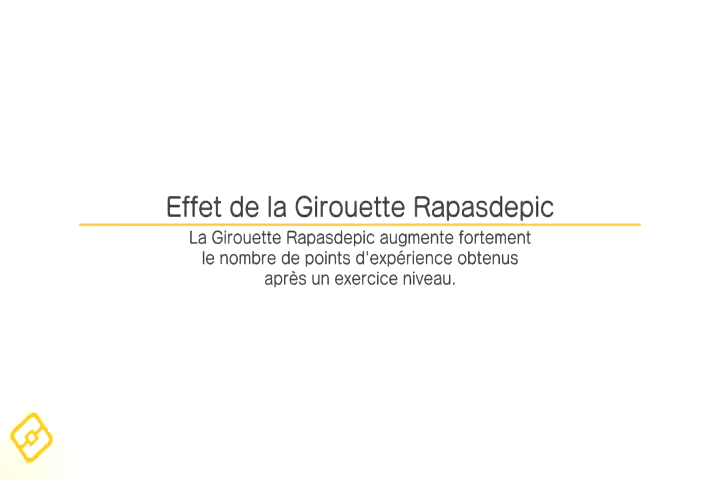 Effet de la Girouette Rapasdepic
La Girouette Rapasdepic augmente fortement
le nombre de points d'expérience obtenus
après un exercice niveau.